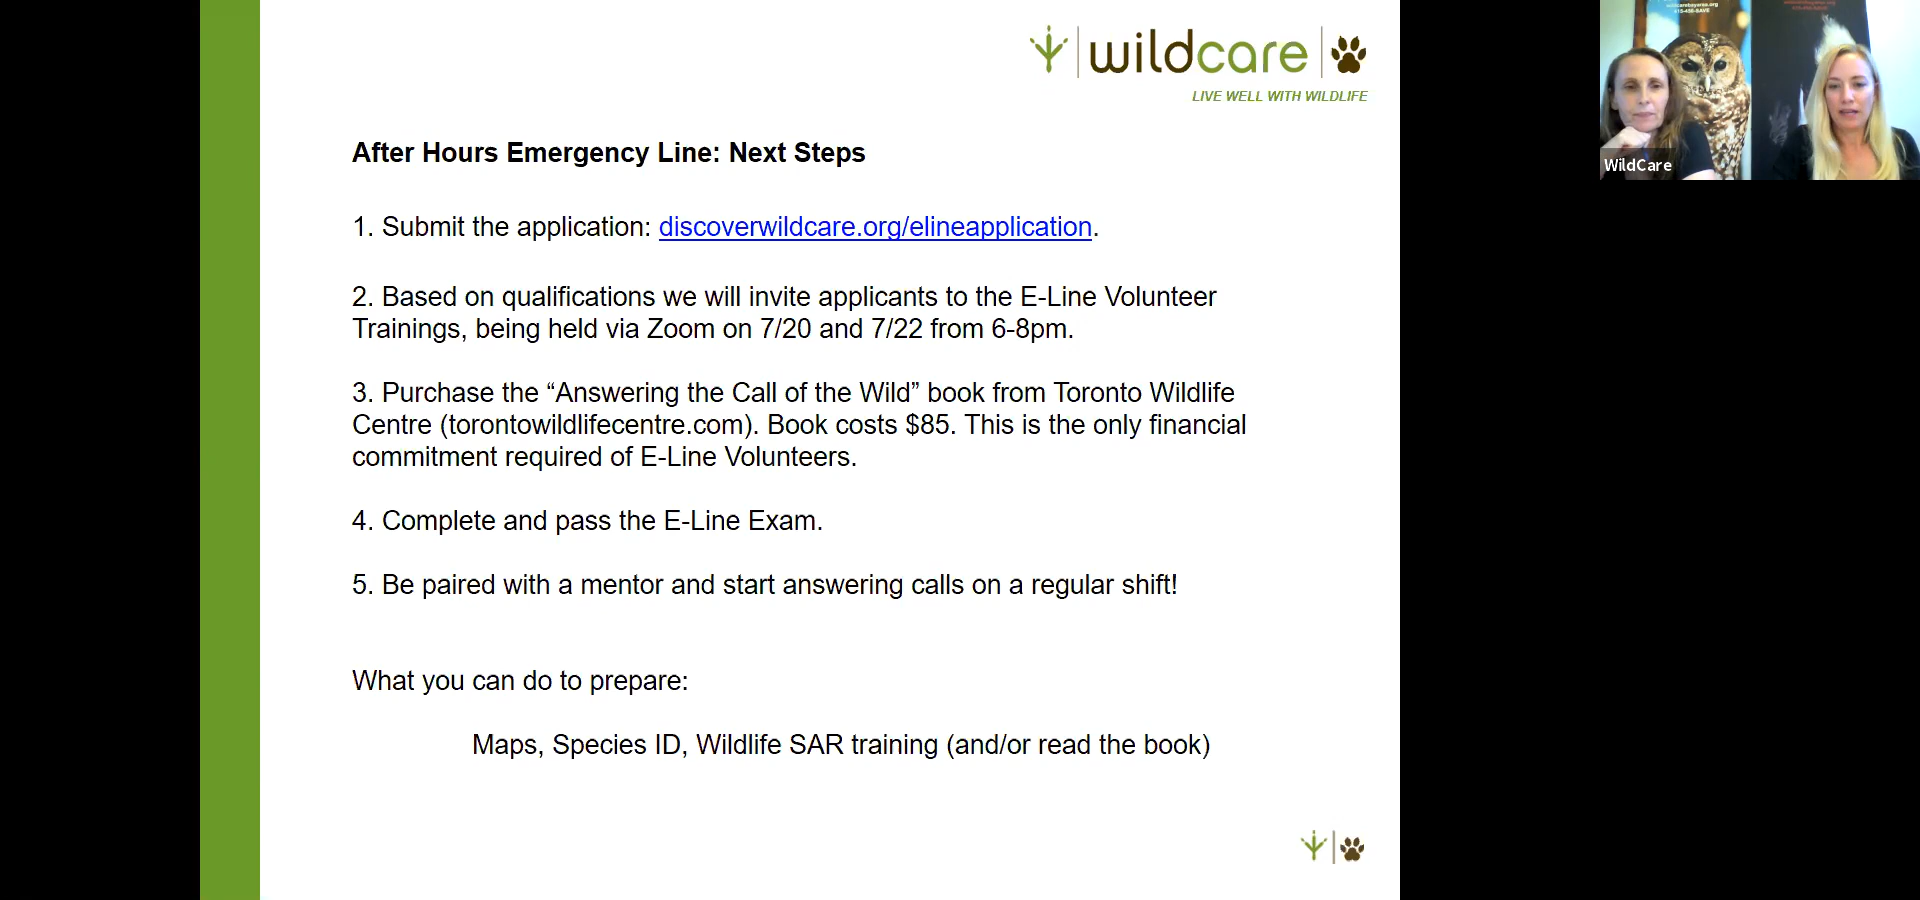 wildcare
LIVE WELL WITH WILDLIFE
After Hours Emergency Line: Next Steps
1. Submit the application: discoverwildcare.org/elineapplication.
2. Based on qualifications we will invite applicants to the E-Line Volunteer
Trainings, being held via Zoom on 7/20 and 7/22 from 6-8pm.
3. Purchase the “Answering the Call of the Wild” book from Toronto Wildlife
Centre (torontowildlifecentre.com). Book costs $85. This is the only financial
commitment required of E-Line Volunteers.
4. Complete and pass the E-Line Exam.
5. Be paired with a mentor and start answering calls on a regular shift!
What you can do to prepare:
Maps, Species ID, Wildlife SAR training (and/or read the book)
WildCare